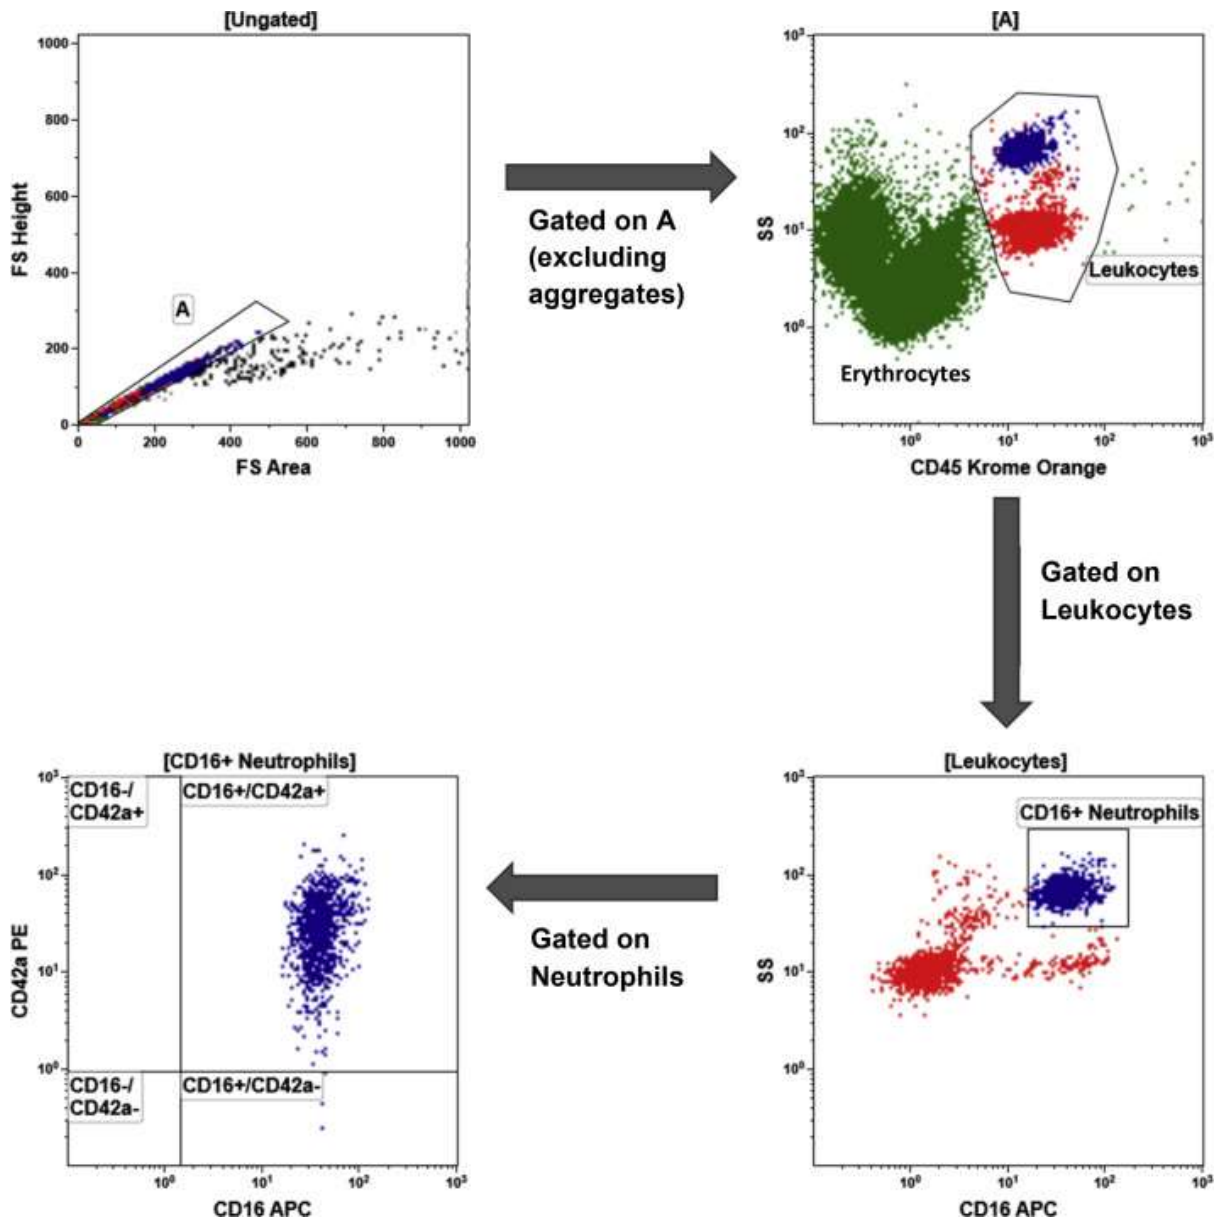 [Ungated]
1000
800
600
400
200
0
FS Height
A
0 200 400 600 800 1000
FS Area
Gated on A
(excluding
aggregates)
[A]
10³
10²
10¹
10⁰
SS
Leukocytes
Erythrocytes
10⁰ 10¹ 10² 10³
CD45 Krome Orange
Gated on
Leukocytes
[CD16+ Neutrophils]
10³
10²
10¹
10⁰
CD42a PE
CD16-/
CD42a+
CD16+/CD42a+
CD16-/
CD42a-
CD16+/CD42a-
10⁰ 10¹ 10² 10³
CD16 APC
Gated on
Neutrophils
[Leukocytes]
10³
10²
10¹
10⁰
SS
CD16+ Neutrophils
10⁰ 10¹ 10² 10³
CD16 APC